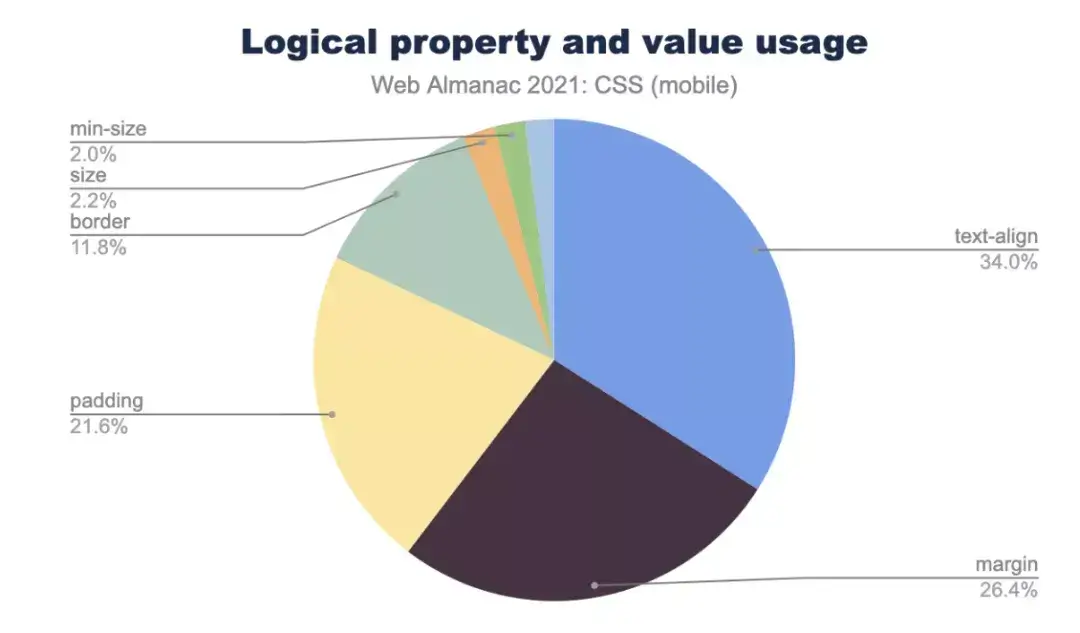 Logical property and value usage
Web Almanac 2021: CSS (mobile)
min-size
2.0%
size
2.2%
border
11.8%
padding
21.6%
text-align
34.0%
margin
26.4%